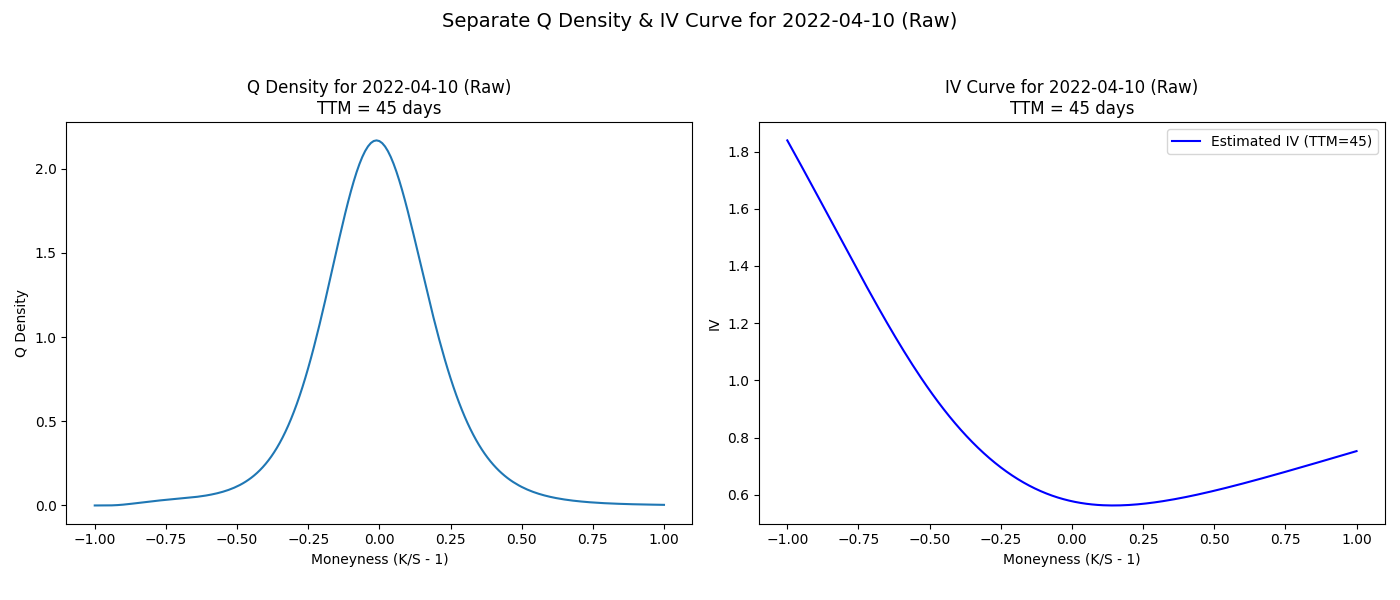 Separate Q Density & IV Curve for 2022-04-10 (Raw)
Q Density for 2022-04-10 (Raw)
TTM = 45 days
Q Density
2.0
1.5
1.0
0.5
0.0
−1.00 −0.75 −0.50 −0.25 0.00 0.25 0.50 0.75 1.00
Moneyness (K/S - 1)
IV Curve for 2022-04-10 (Raw)
TTM = 45 days
Estimated IV (TTM=45)
IV
1.8
1.6
1.4
1.2
1.0
0.8
0.6
−1.00 −0.75 −0.50 −0.25 0.00 0.25 0.50 0.75 1.00
Moneyness (K/S - 1)